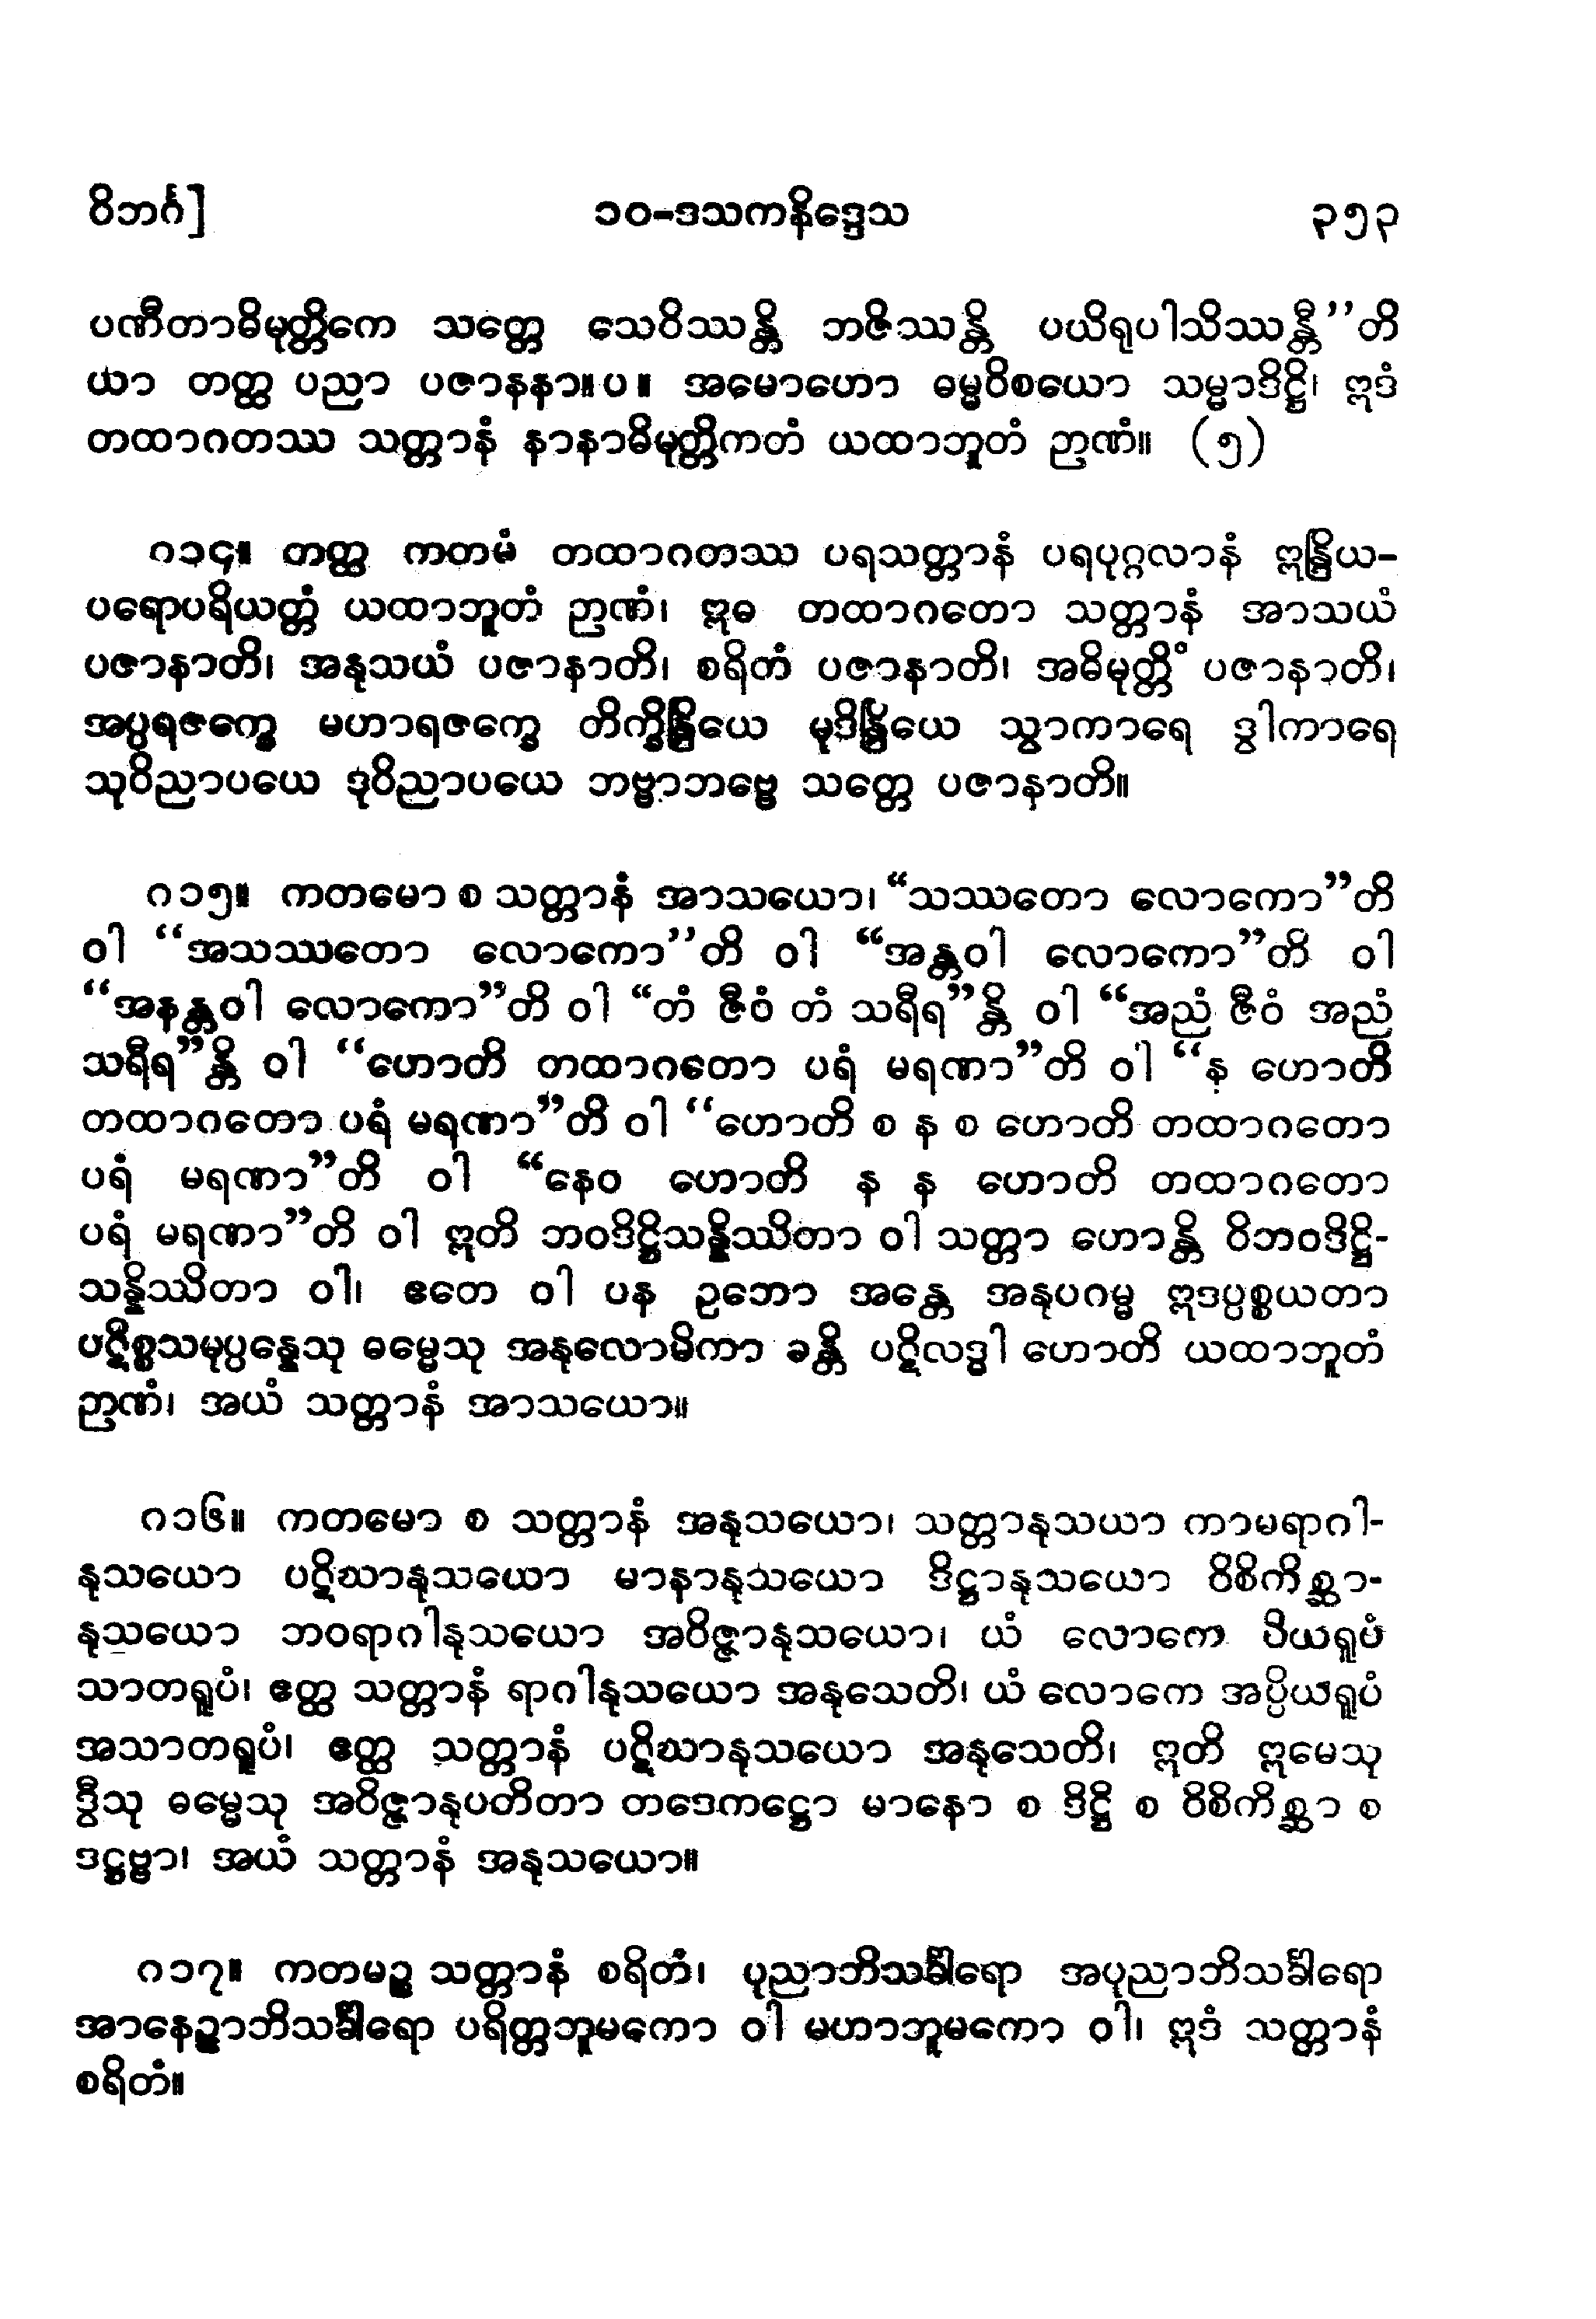 ဝိဘင်္ဂ]
၁၀-ဒသကနိဒ္ဒေသ
၃၅၃
ပဏီတာဓိမုတ္တိကေ သတ္တေ သေဝိဿန္တိ ဘဇိဿန္တိ ပယိရုပါသိဿန္တီ”တိ
ယာ တတ္ထ ပညာ ပဇာနနာ။ပ။ အမောဟော ဓမ္မဝိစယော သမ္မာဒိဋ္ဌိ၊ ဣဒံ
တထာဂတဿ သတ္တာနံ နာနာဓိမုတ္တိကတံ ယထာဘူတံ ဉာဏံ။ (၅)
၈၁၄။ တတ္ထ ကတမံ တထာဂတဿ ပရသတ္တာနံ ပရပုဂ္ဂလာနံ ဣန္ဒြိယ-
ပရောပရိယတ္တံ ယထာဘူတံ ဉာဏံ၊ ဣဓ တထာဂတော သတ္တာနံ အာသယံ
ပဇာနာတိ၊ အနုသယံ ပဇာနာတိ၊ စရိတံ ပဇာနာတိ၊ အဓိမုတ္တိံ ပဇာနာတိ၊
အပ္ပရဇက္ခေ မဟာရဇက္ခေ တိက္ခိန္ဒြိယေ မုဒိန္ဒြိယေ သွာကာရေ ဒွါကာရေ
သုဝိညာပယေ ဒုဝိညာပယေ ဘဗ္ဗာဘဗ္ဗေ သတ္တေ ပဇာနာတိ။
၈၁၅။ ကတမော စ သတ္တာနံ အာသယော၊ “သဿတော လောကော”တိ
ဝါ “အသဿတော လောကော”တိ ဝါ “အန္တဝါ လောကော”တိ ဝါ
“အနန္တဝါ လောကော”တိ ဝါ “တံ ဇီဝံ တံ သရီရ”န္တိ ဝါ “အညံ ဇီဝံ အညံ
သရီရ”န္တိ ဝါ “ဟောတိ တထာဂတော ပရံ မရဏာ”တိ ဝါ “န ဟောတိ
တထာဂတော ပရံ မရဏာ”တိ ဝါ “ဟောတိ စ န စ ဟောတိ တထာဂတော
ပရံ မရဏာ”တိ ဝါ “နေဝ ဟောတိ န န ဟောတိ တထာဂတော
ပရံ မရဏာ”တိ ဝါ ဣတိ ဘဝဒိဋ္ဌိသန္နိဿိတာ ဝါ သတ္တာ ဟောန္တိ ဝိဘဝဒိဋ္ဌိ-
သန္နိဿိတာ ဝါ၊ ဧတေ ဝါ ပန ဥဘော အန္တေ အနုပဂမ္မ ဣဒပ္ပစ္စယတာ
ပဋိစ္စသမုပ္ပန္နေသု ဓမ္မေသု အနုလောမိကာ ခန္တိ ပဋိလဒ္ဓါ ဟောတိ ယထာဘူတံ
ဉာဏံ၊ အယံ သတ္တာနံ အာသယော။
၈၁၆။ ကတမော စ သတ္တာနံ အနုသယော၊ သတ္တာနုသယာ ကာမရာဂါ-
နုသယော ပဋိဃာနုသယော မာနာနုသယော ဒိဋ္ဌာနုသယော ဝိစိကိစ္ဆာ-
နုသယော ဘဝရာဂါနုသယော အဝိဇ္ဇာနုသယော၊ ယံ လောကေ ပိယရူပံ
သာတရူပံ၊ ဧတ္ထ သတ္တာနံ ရာဂါနုသယော အနုသေတိ၊ ယံ လောကေ အပ္ပိယရူပံ
အသာတရူပံ၊ ဧတ္ထ သတ္တာနံ ပဋိဃာနုသယော အနုသေတိ၊ ဣတိ ဣမေသု
ဒွီသု ဓမ္မေသု အဝိဇ္ဇာနုပတိတာ တဒေကဋ္ဌော မာနော စ ဒိဋ္ဌိ စ ဝိစိကိစ္ဆာ စ
ဒဋ္ဌဗ္ဗာ၊ အယံ သတ္တာနံ အနုသယော။
၈၁၇။ ကတမဉ္စ သတ္တာနံ စရိတံ၊ ပုညာဘိသင်္ခါရော အပုညာဘိသင်္ခါရော
အာနေဉ္ဇာဘိသင်္ခါရော ပရိတ္တဘူမကော ဝါ မဟာဘူမကော ဝါ၊ ဣဒံ သတ္တာနံ
စရိတံ။